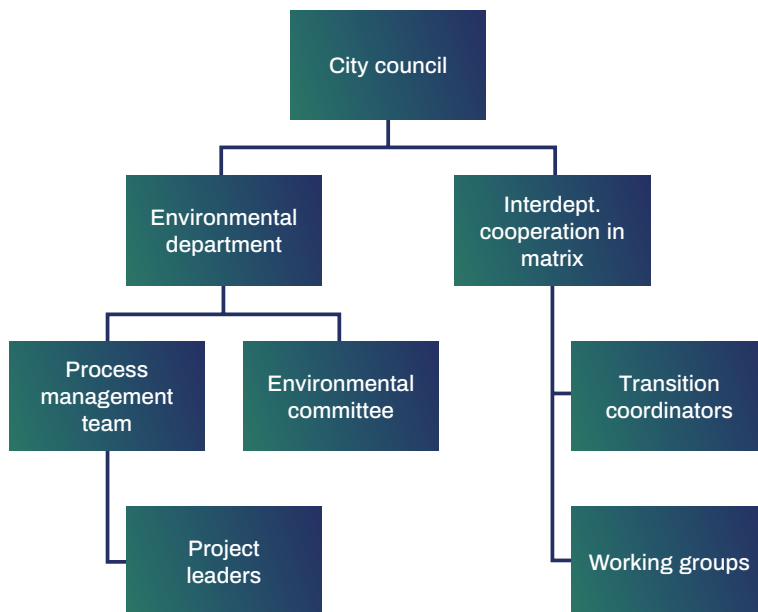 City council
Environmental
department
Interdept.
cooperation in
matrix
Process
management
team
Environmental
committee
Transition
coordinators
Project
leaders
Working groups